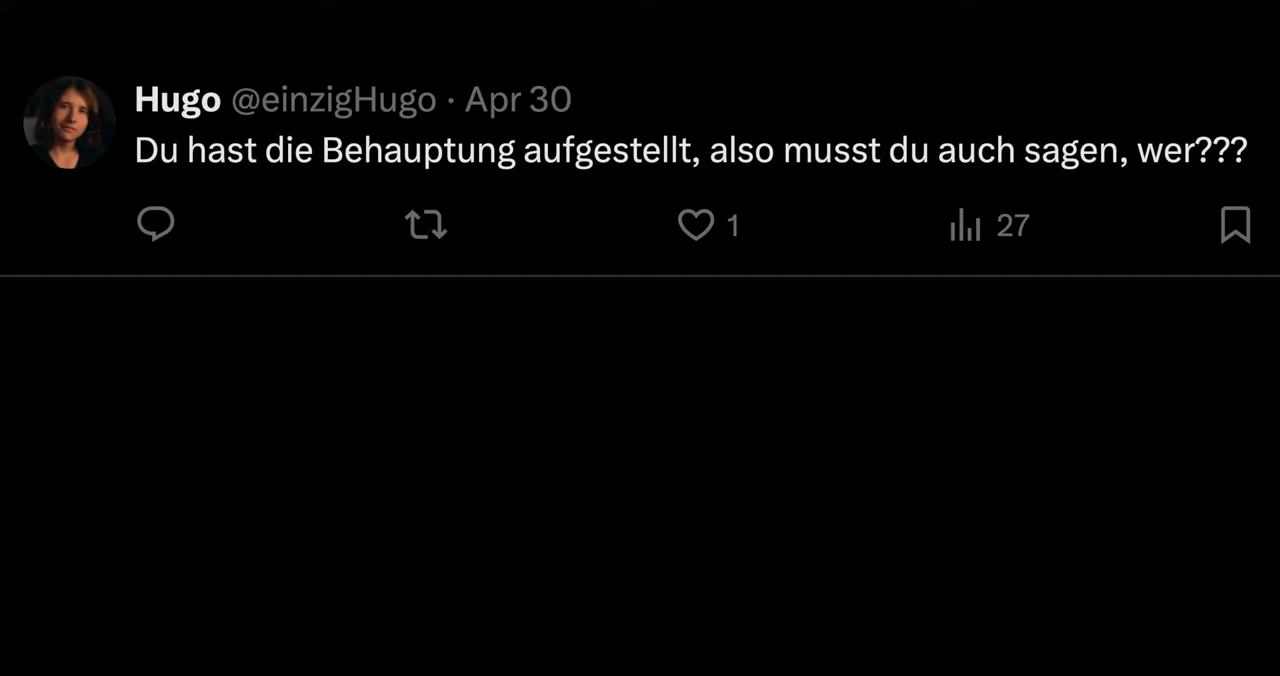 Hugo @einzigHugo · Apr 30
Du hast die Behauptung aufgestellt, also musst du auch sagen, wer???
1 27